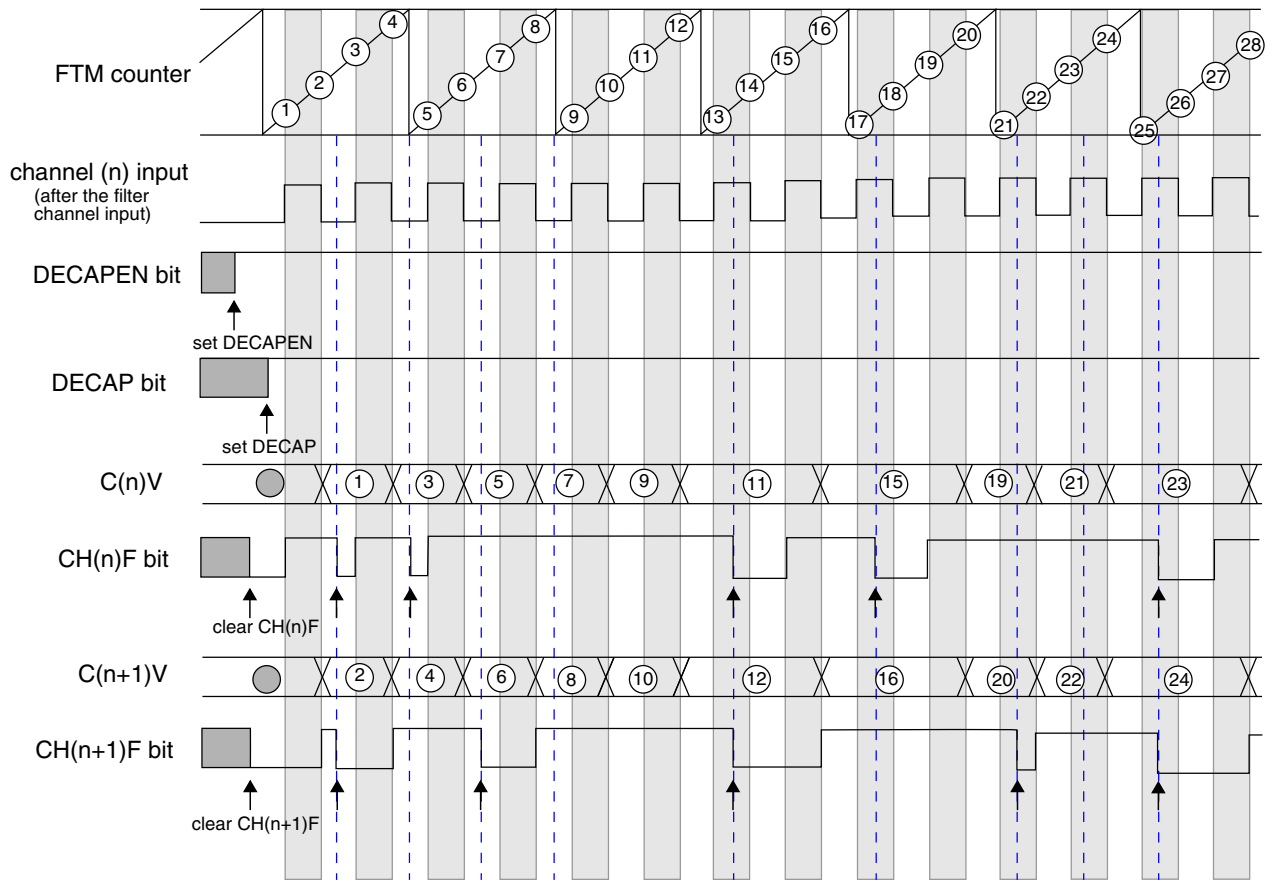 4 8 12 16 20 24 28
3 7 11 15 19 23 27
FTM counter
2 6 10 14 18 22 26
1 5 9 13 17 21 25
channel (n) input
(after the filter
channel input)
DECAPEN bit
set DECAPEN
DECAP bit
set DECAP
C(n)V 1 3 5 7 9 11 15 19 21 23
CH(n)F bit
clear CH(n)F
C(n+1)V 2 4 6 8 10 12 16 20 22 24
CH(n+1)F bit
clear CH(n+1)F